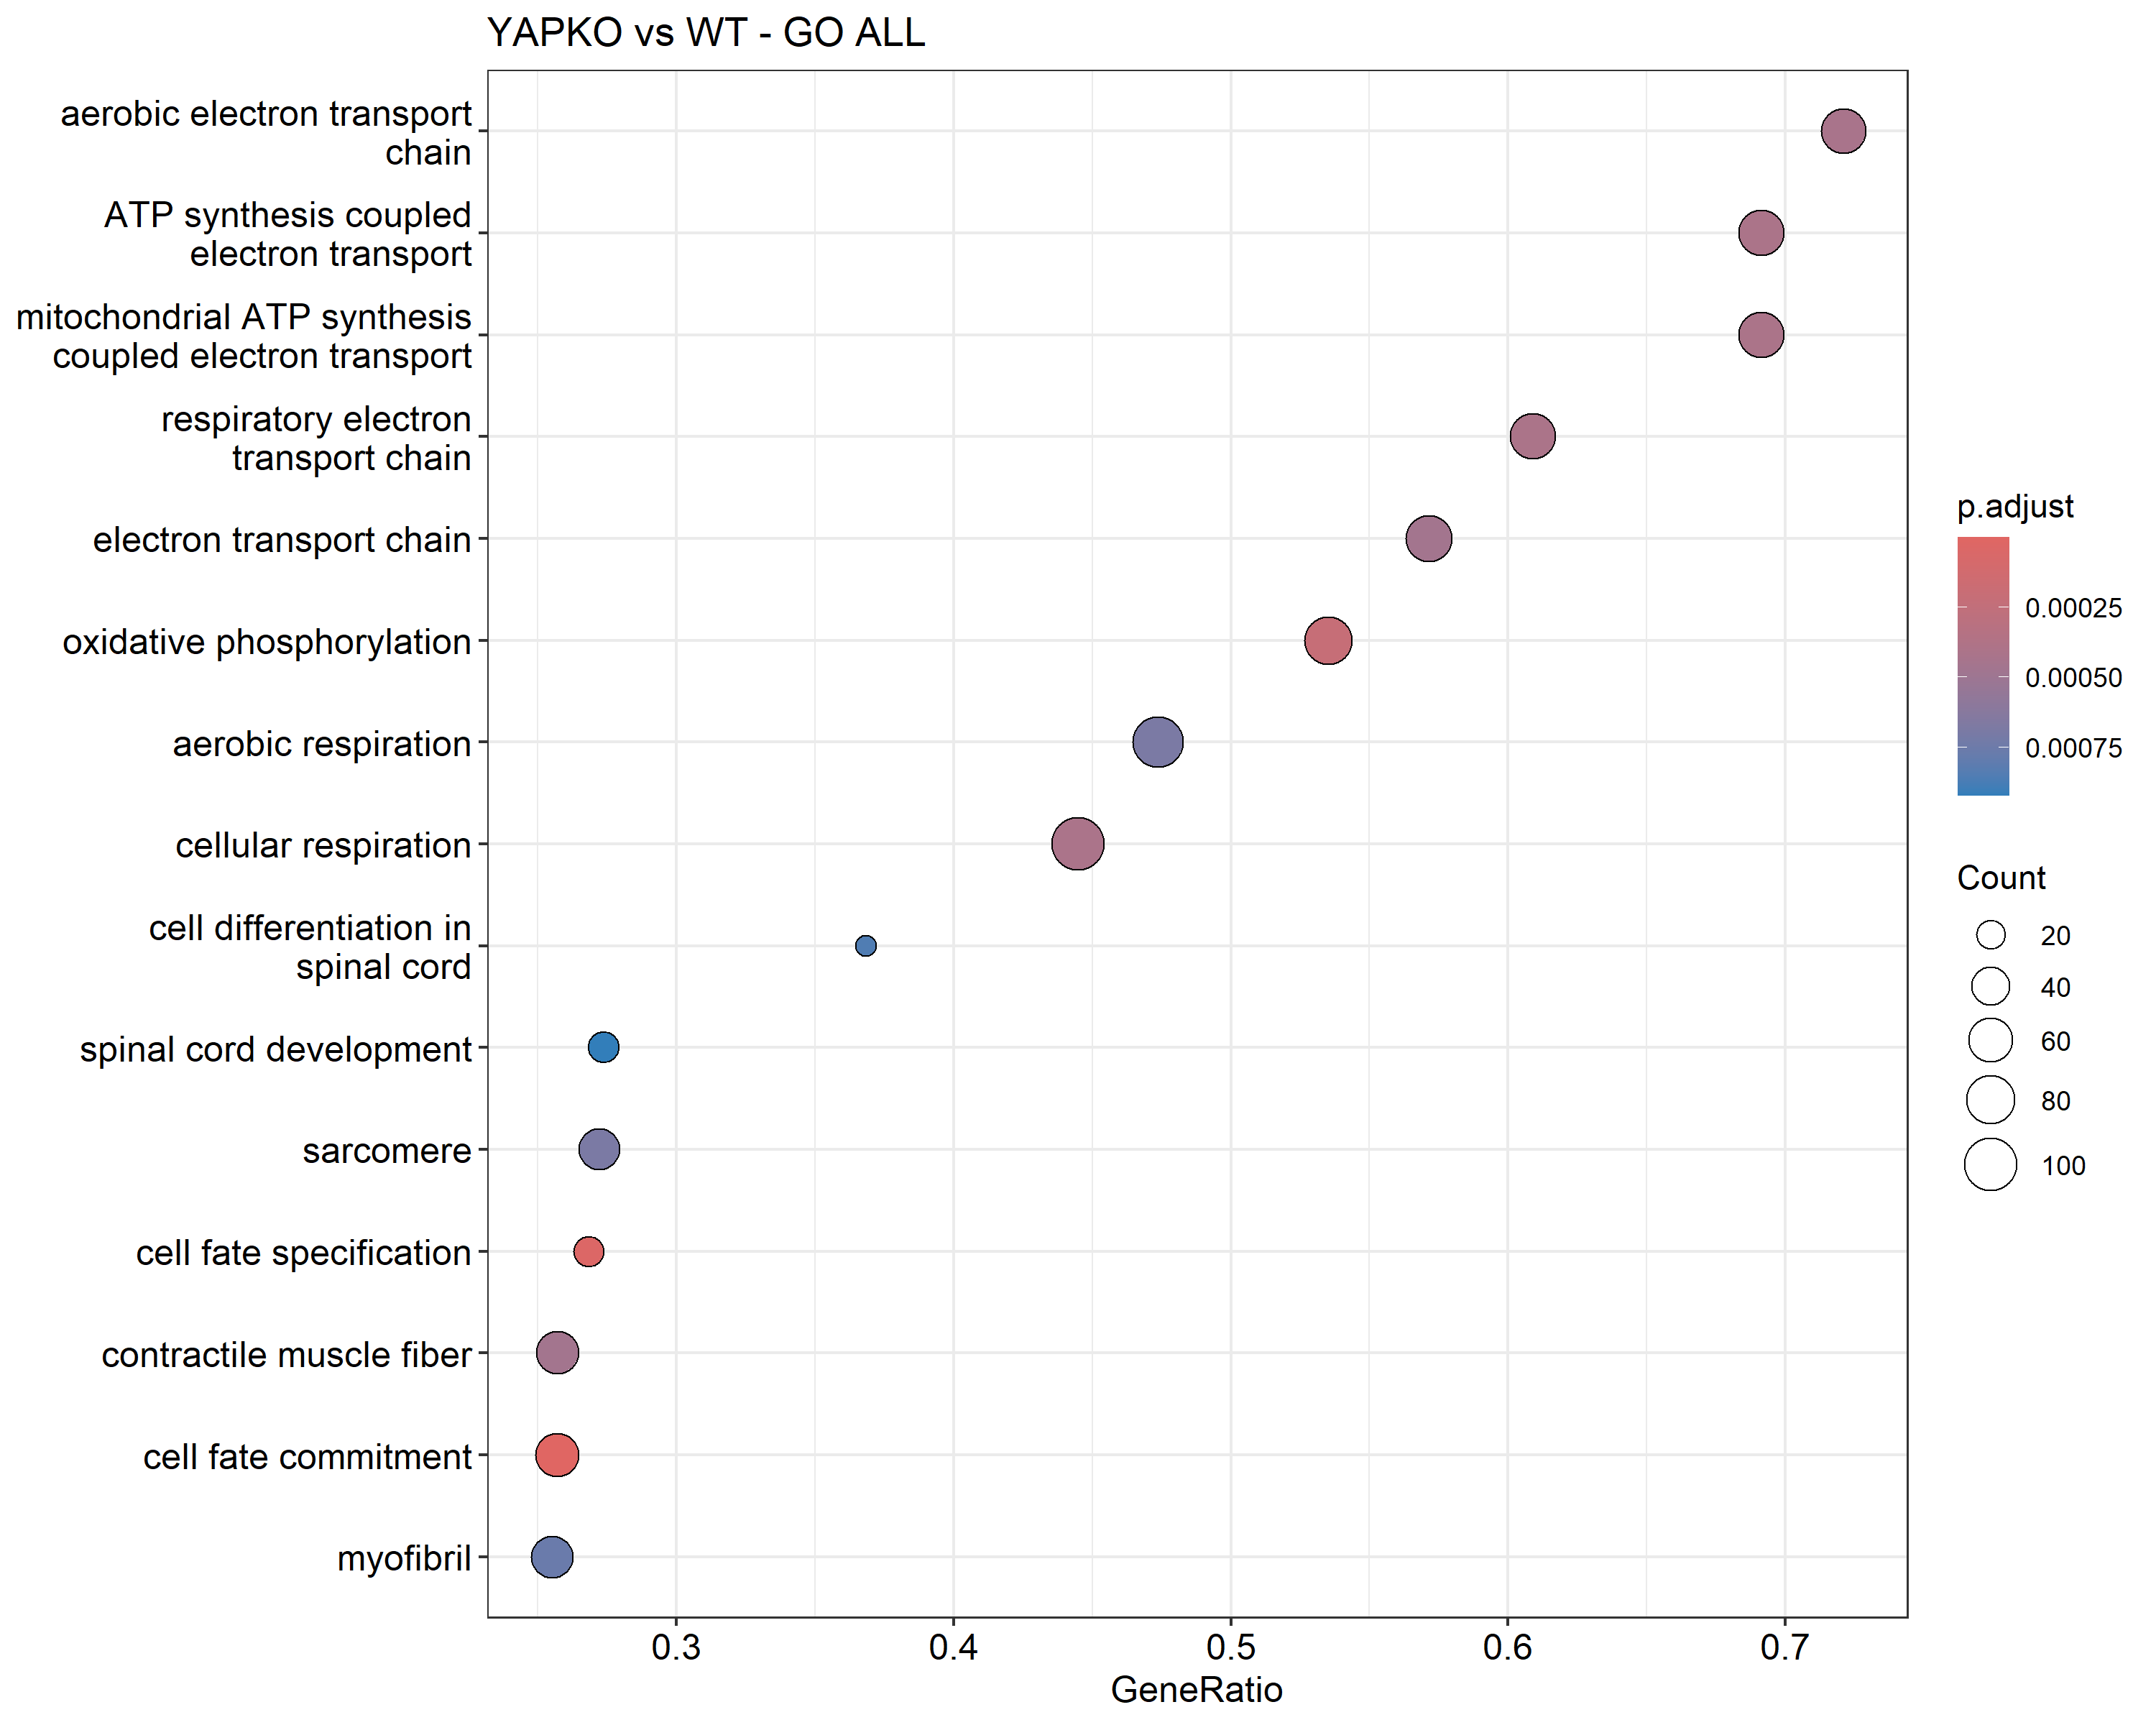 YAPKO vs WT - GO ALL
aerobic electron transport
chain
ATP synthesis coupled
electron transport
mitochondrial ATP synthesis
coupled electron transport
respiratory electron
transport chain
electron transport chain
oxidative phosphorylation
aerobic respiration
cellular respiration
cell differentiation in
spinal cord
spinal cord development
sarcomere
cell fate specification
contractile muscle fiber
cell fate commitment
myofibril
0.3 0.4 0.5 0.6 0.7
GeneRatio
p.adjust
0.00025
0.00050
0.00075
Count
20
40
60
80
100